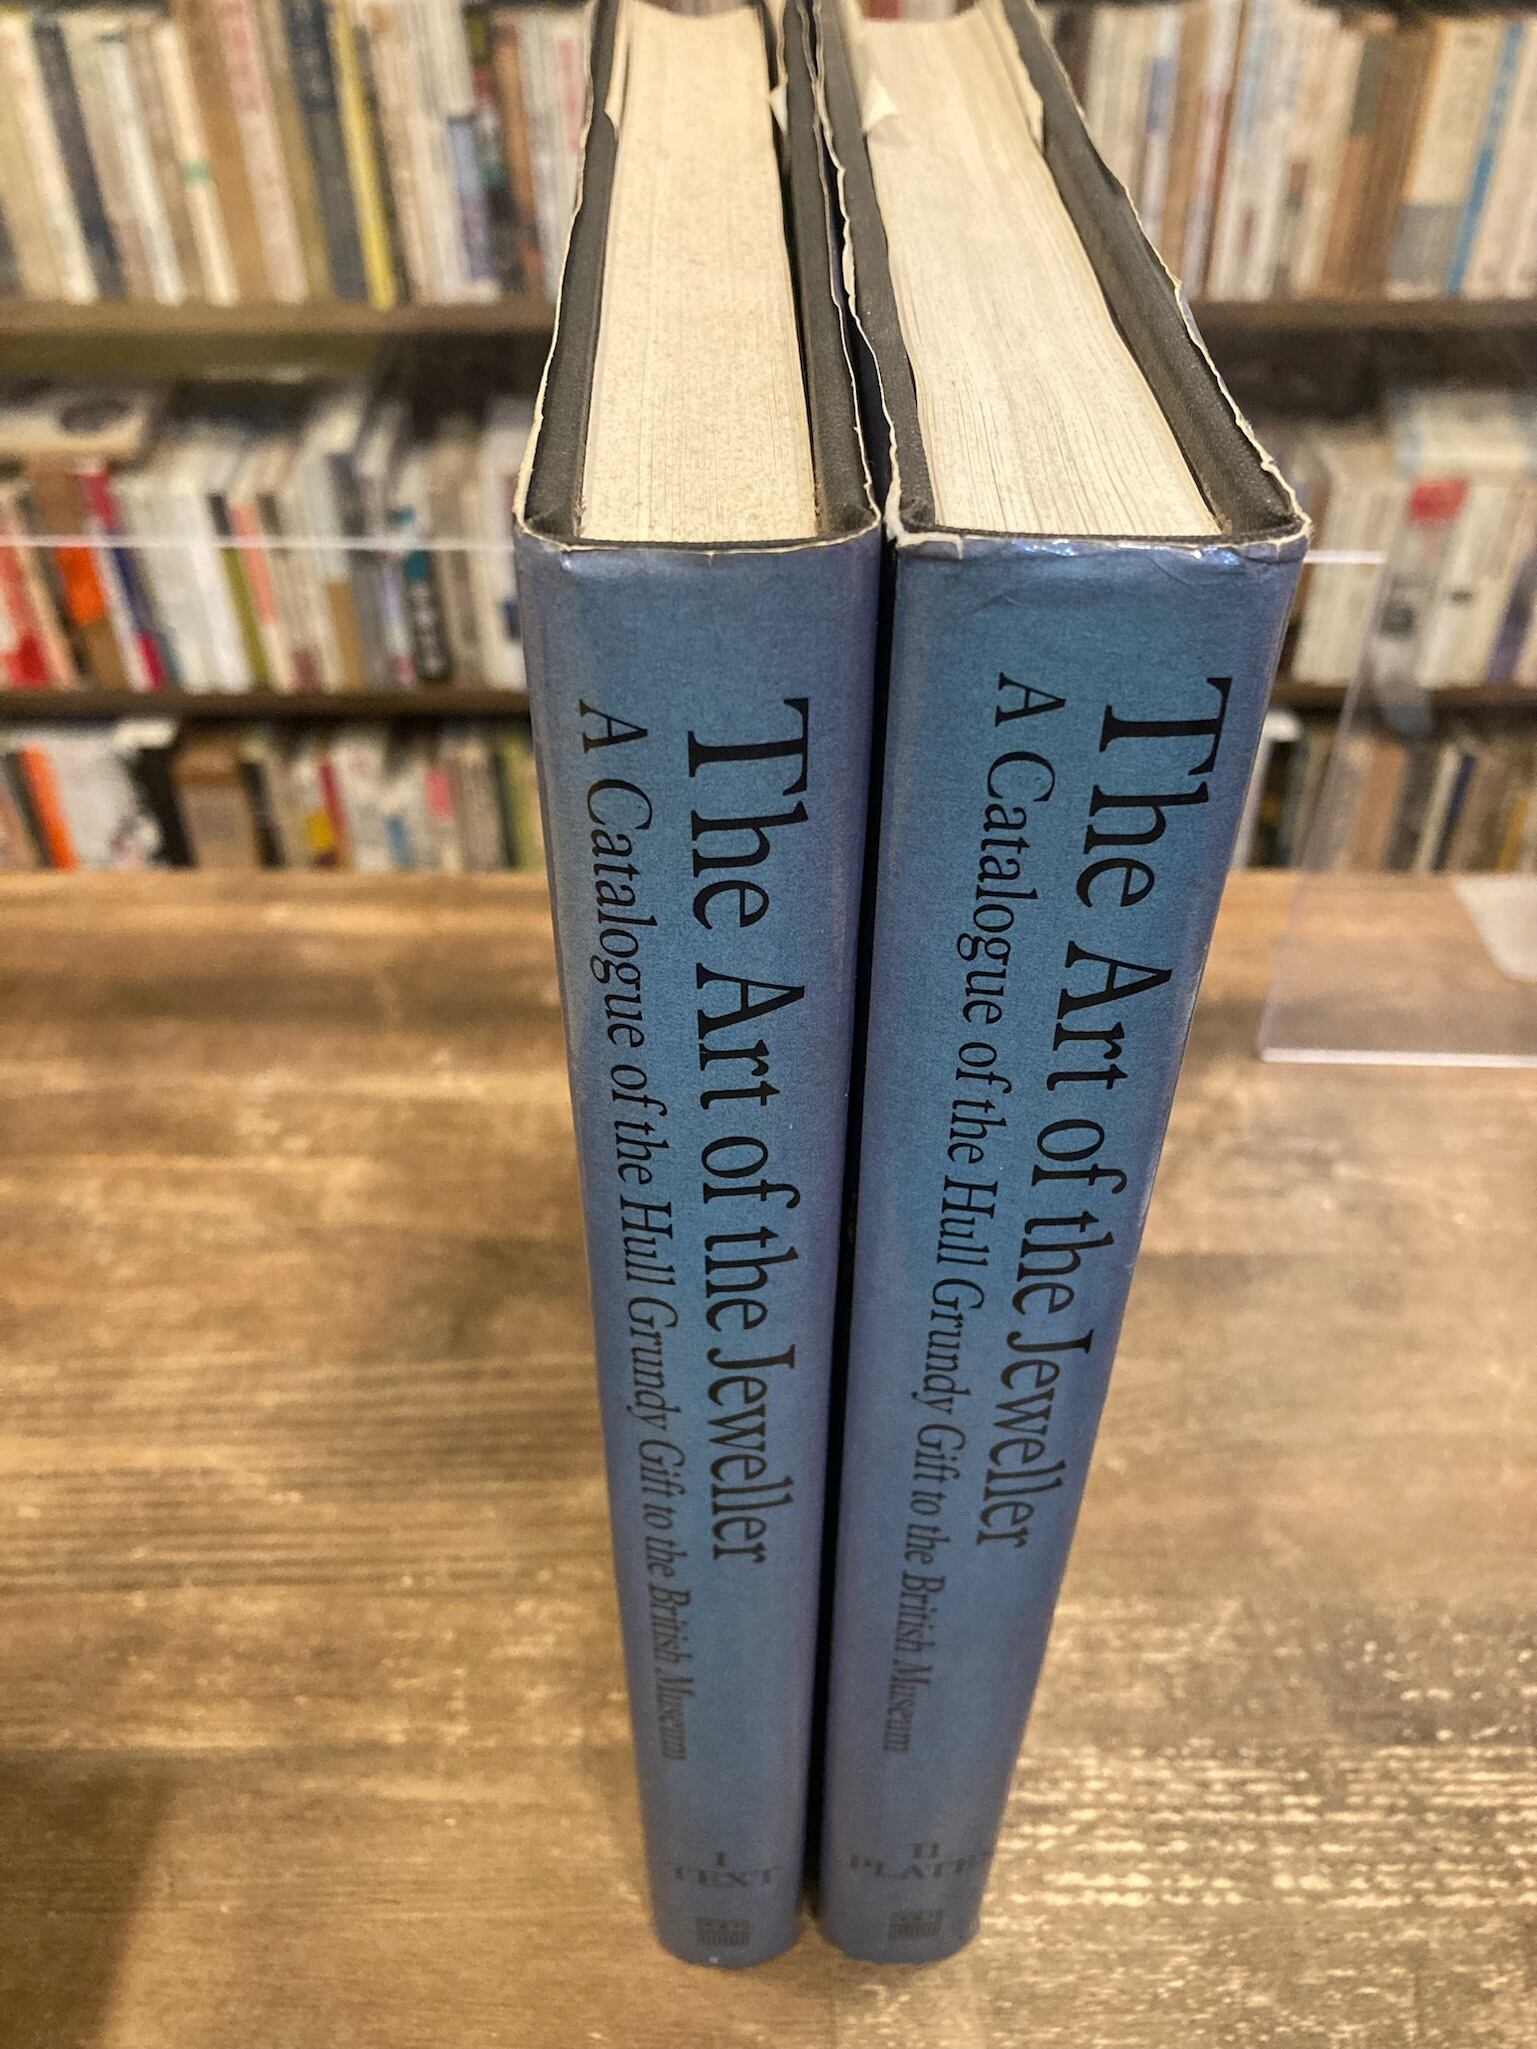 The Art of the Jeweller
A Catalogue of the Hull Grundy Gift to the British Museum
I
TEXT
The Art of the Jeweller
A Catalogue of the Hull Grundy Gift to the British Museum
II
PLATES